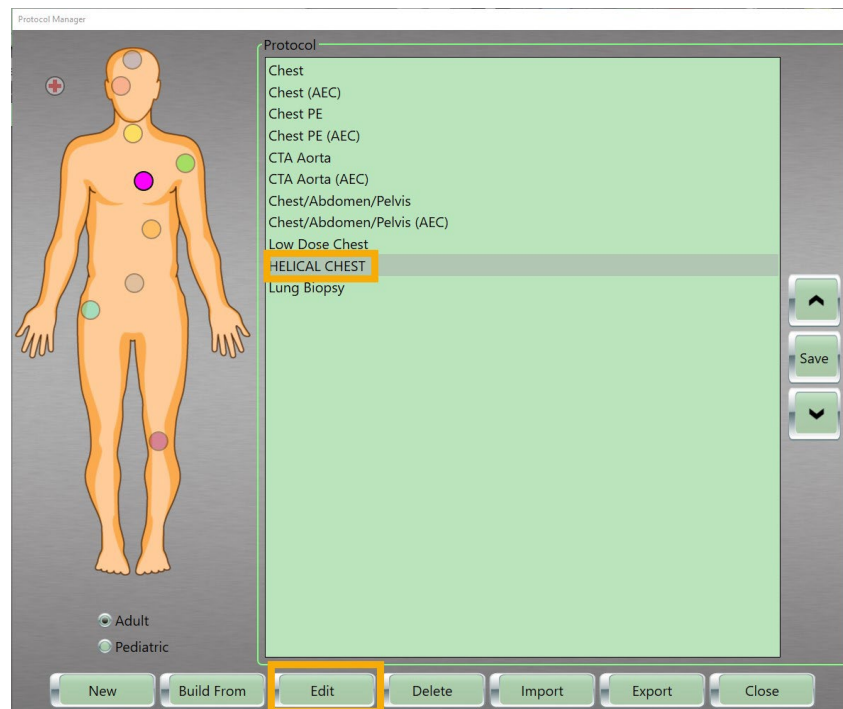 Protocol Manager
Protocol
Chest
Chest (AEC)
Chest PE
Chest PE (AEC)
CTA Aorta
CTA Aorta (AEC)
Chest/Abdomen/Pelvis
Chest/Abdomen/Pelvis (AEC)
Low Dose Chest
HELICAL CHEST
Lung Biopsy
Save
Adult
Pediatric
New Build From Edit Delete Import Export Close